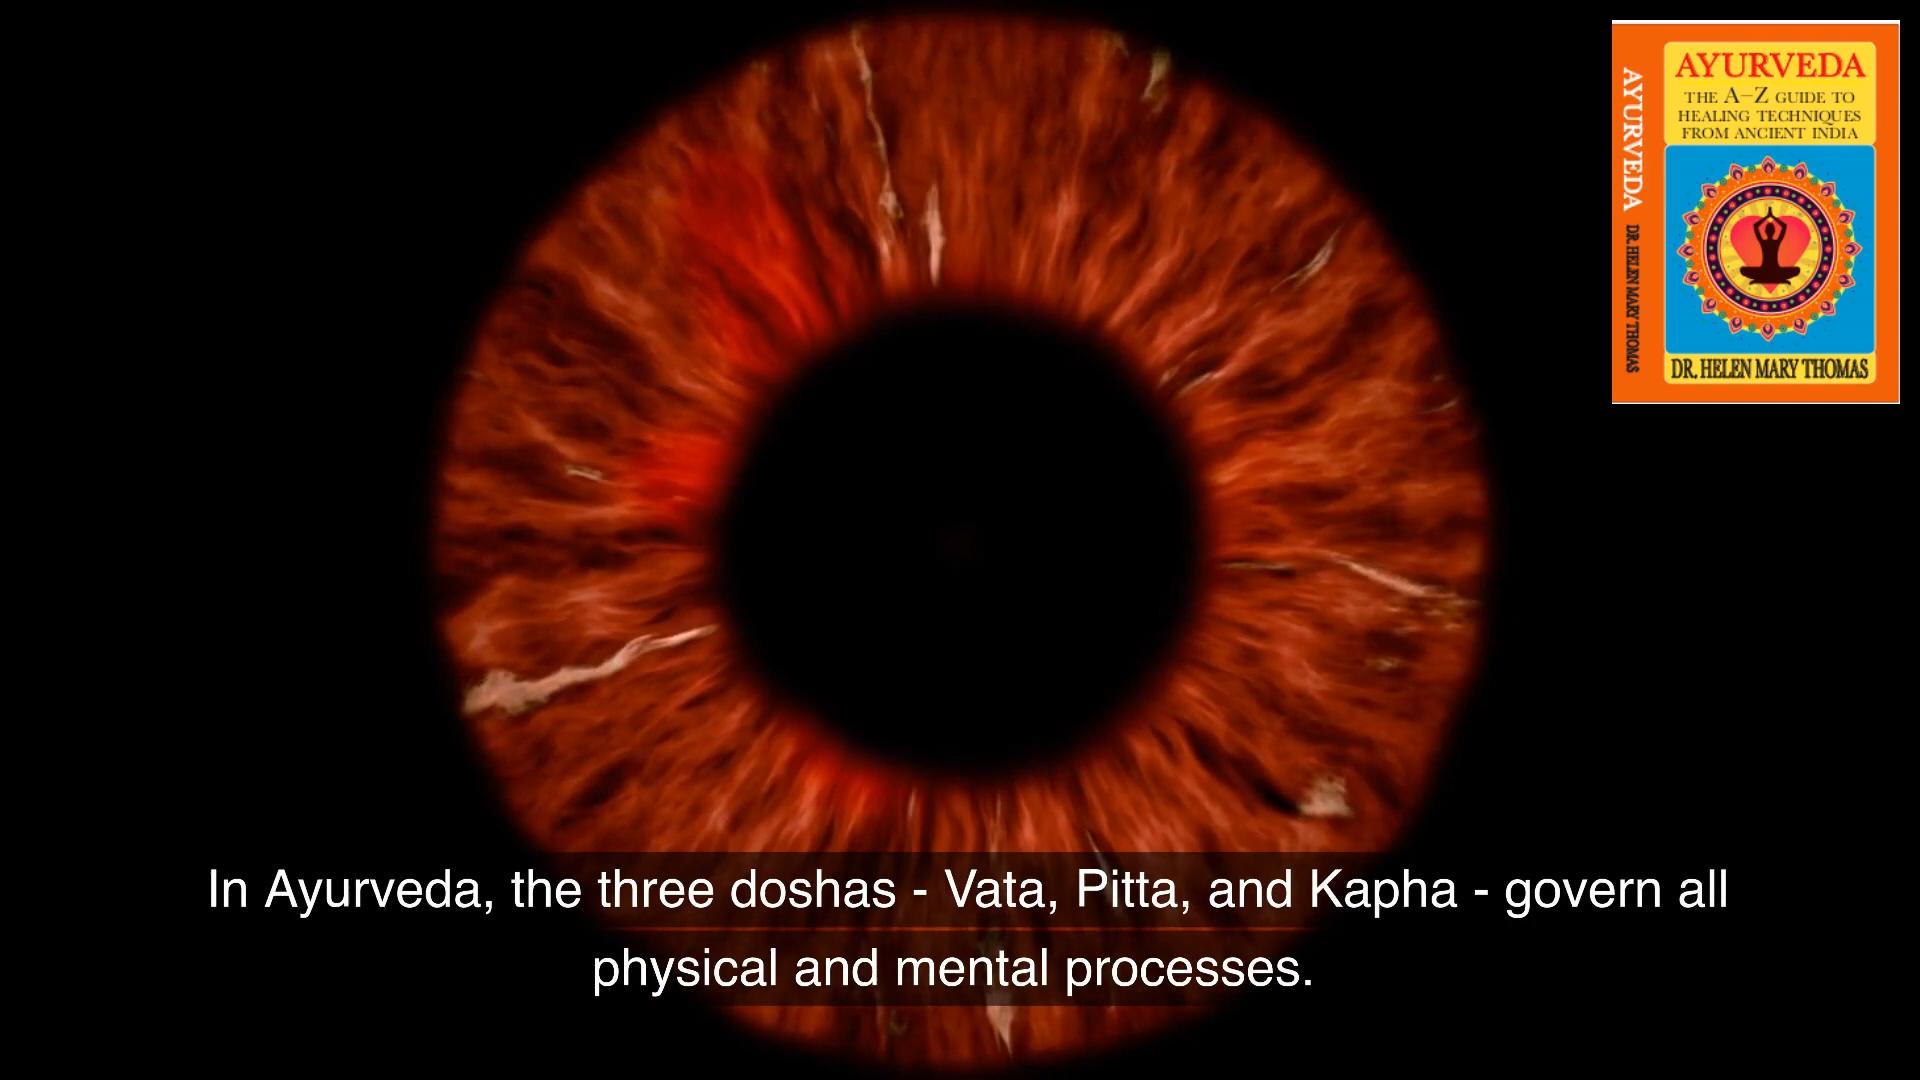 AYURVEDA
THE A–Z GUIDE TO
HEALING TECHNIQUES
FROM ANCIENT INDIA
DR. HELEN MARY THOMAS
AYURVEDA DR. HELEN MARY THOMAS
In Ayurveda, the three doshas - Vata, Pitta, and Kapha - govern all
physical and mental processes.